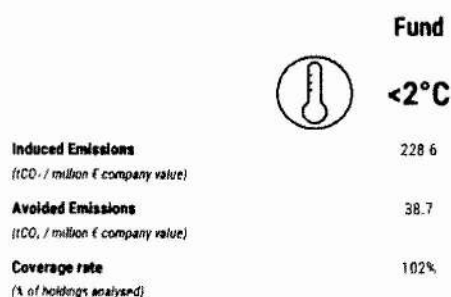 Fund
<2°C
Induced Emissions
228.6
(tCO₂ / million € company value)
Avoided Emissions
38.7
(tCO₂ / million € company value)
Coverage rate
102%
(% of holdings analysed)